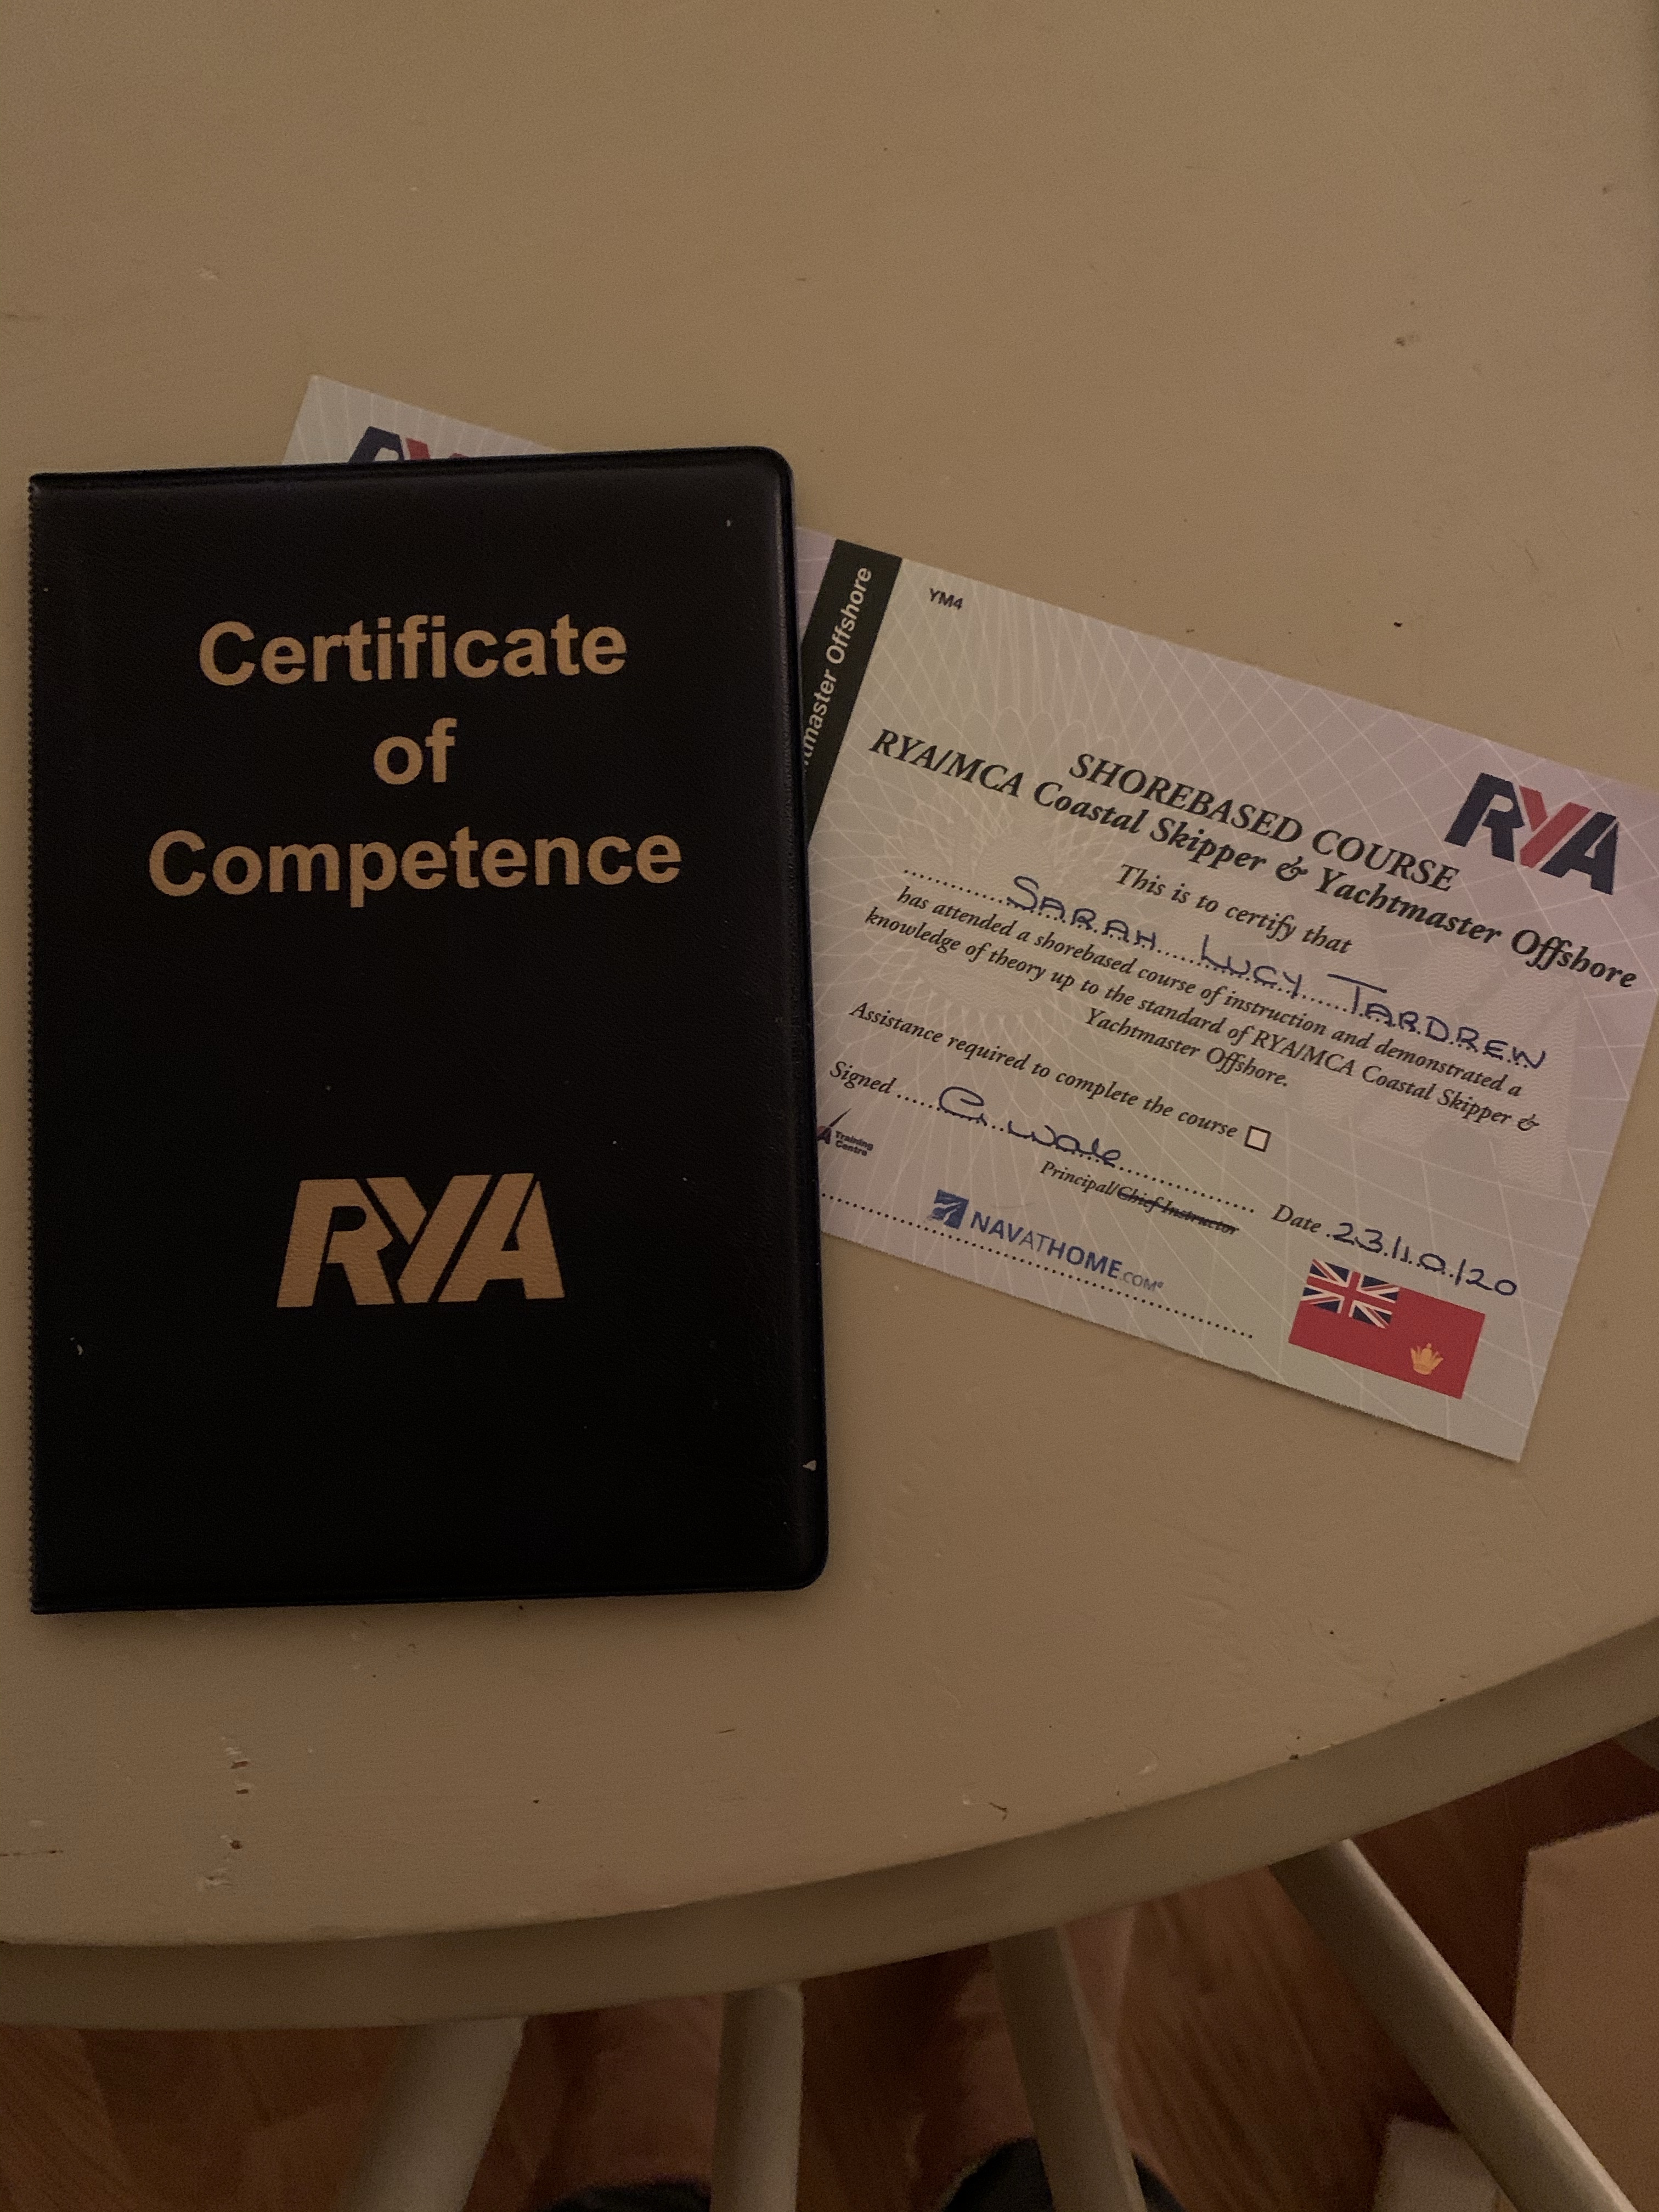 Certificate
of
Competence
RYA
YM4
SHOREBASED COURSE
RYA/MCA Coastal Skipper & Yachtmaster Offshore
RYA
This is to certify that
SARAH LUCY TARDREW
has attended a shorebased course of instruction and demonstrated a
knowledge of theory up to the standard of RYA/MCA Coastal Skipper &
Yachtmaster Offshore.
Assistance required to complete the course
Signed
Principal/Chief Instructor
Date 23/10/20
Training
Centre
NAVATHOME.COM
Offshore